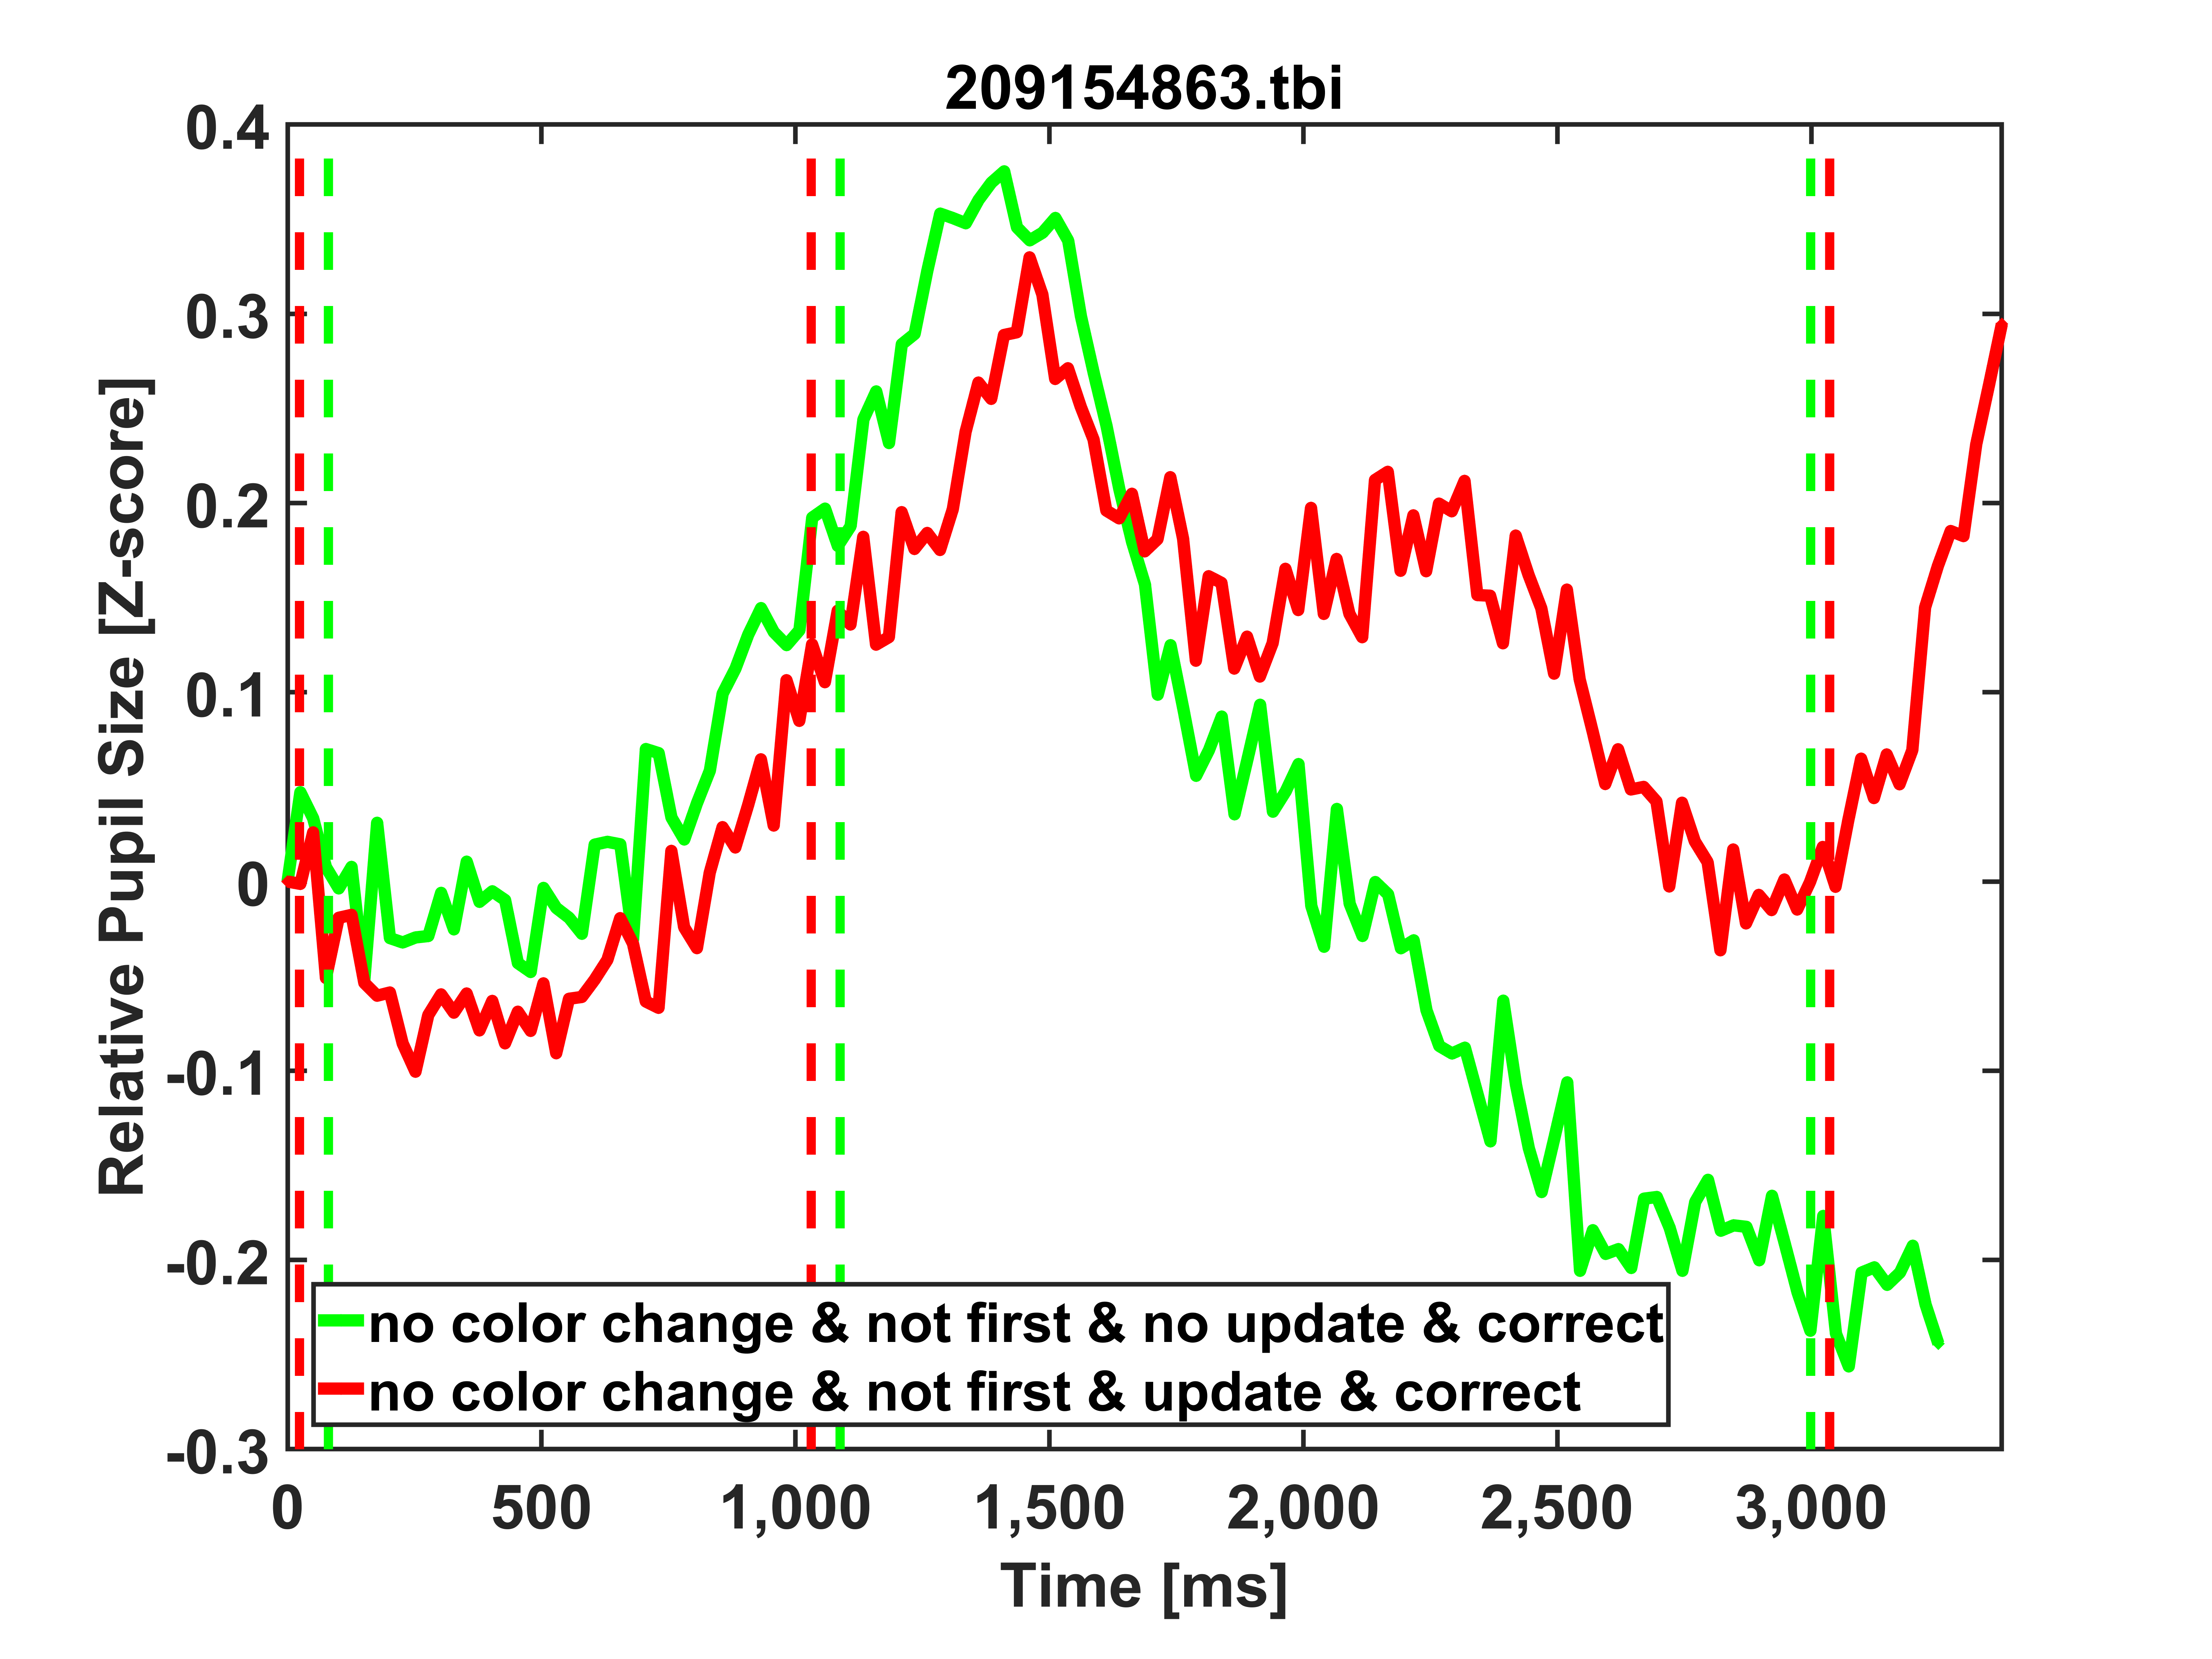 209154863.tbi
0.4
0.3
0.2
0.1
0
-0.1
-0.2
-0.3
Relative Pupil Size [Z-score]
no color change & not first & no update & correct
no color change & not first & update & correct
0 500 1,000 1,500 2,000 2,500 3,000
Time [ms]